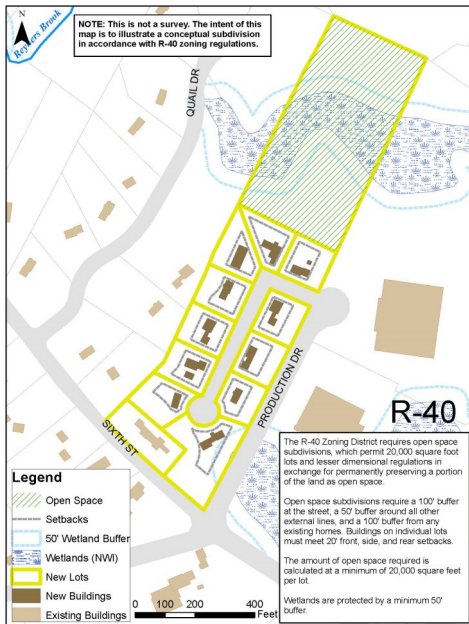 N
Reyners Brook
NOTE: This is not a survey. The intent of this
map is to illustrate a conceptual subdivision
in accordance with R-40 zoning regulations.
QUAIL DR
PRODUCTION DR
SIXTH ST
R-40
The R-40 Zoning District requires open space
subdivisions, which permit 20,000 square foot
lots and lesser dimensional regulations in
exchange for permanently preserving a portion
of the land as open space.
Open space subdivisions require a 100' buffer
at the street, a 50' buffer around all other
external lines, and a 100' buffer from any
existing homes. Buildings on individual lots
must meet 20' front, side, and rear setbacks.
The amount of open space required is
calculated at a minimum of 20,000 square feet
per lot.
Wetlands are protected by a minimum 50'
buffer.
Legend
Open Space
Setbacks
50' Wetland Buffer
Wetlands (NWI)
New Lots
New Buildings
Existing Buildings
0 100 200 400
Feet